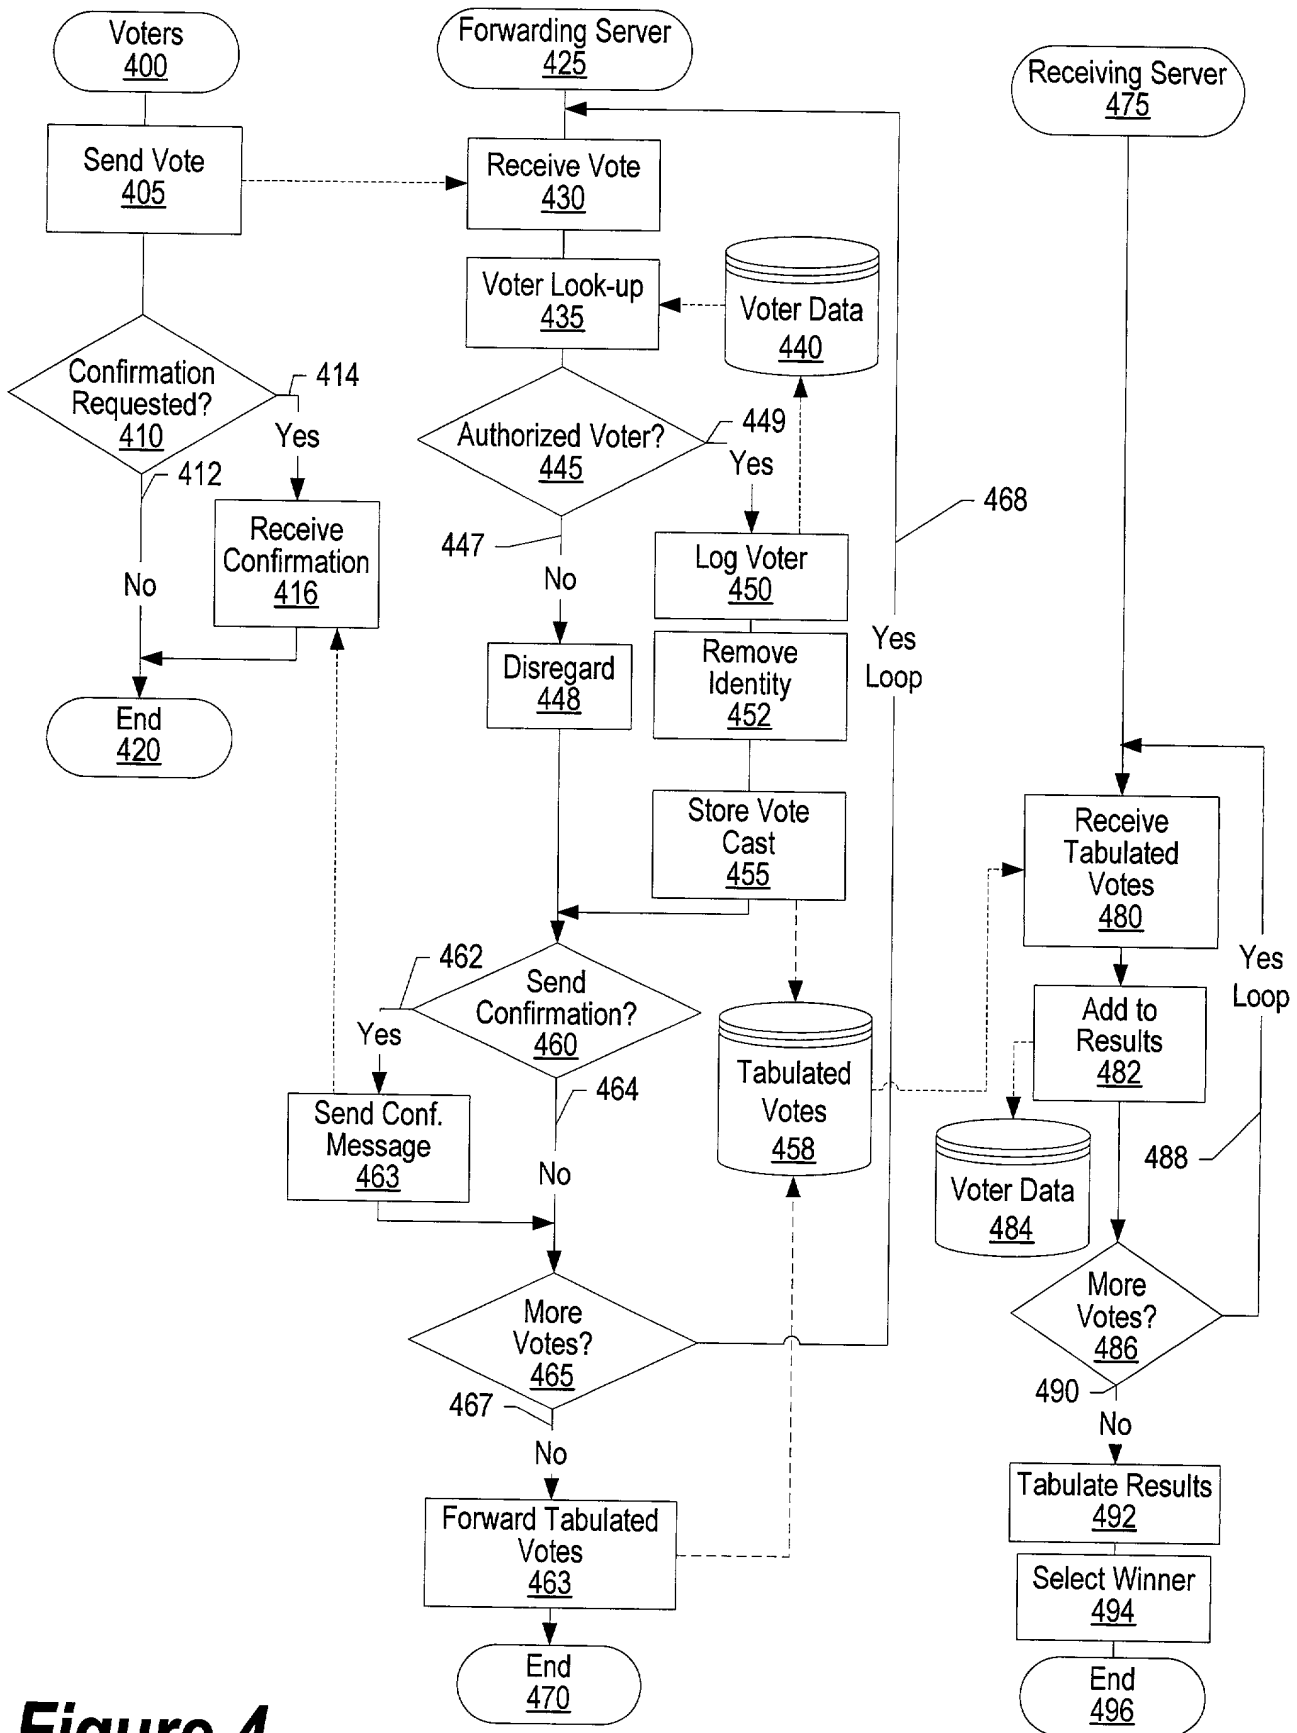 Voters
400
Send Vote
405
Confirmation
Requested?
410
414
Yes
412
Receive
Confirmation
416
No
End
420
Forwarding Server
425
Receive Vote
430
Voter Look-up
435
Voter Data
440
Authorized Voter?
445
449
Yes
447
No
Log Voter
450
Remove
Identity
452
Disregard
448
Store Vote
Cast
455
468
Yes
Loop
462
Send
Confirmation?
460
Yes
464
Send Conf.
Message
463
No
Tabulated
Votes
458
More
Votes?
465
467
No
Forward Tabulated
Votes
463
End
470
Receiving Server
475
Receive
Tabulated
Votes
480
Yes
Loop
Add to
Results
482
Voter Data
484
488
More
Votes?
486
490
No
Tabulate Results
492
Select Winner
494
End
496
Figure 4